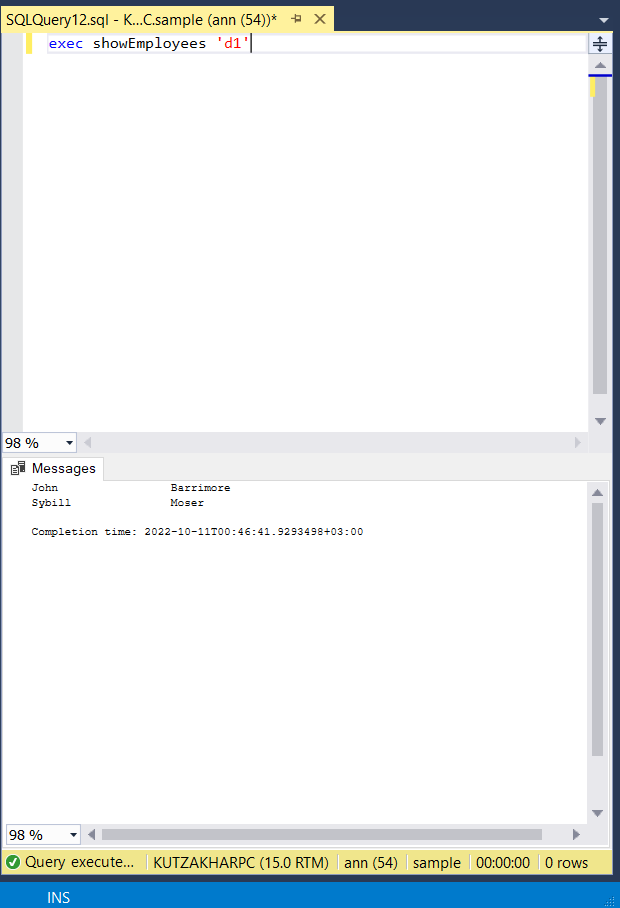 SQLQuery12.sql - K...C.sample (ann (54))*
exec showEmployees 'd1'
98 %
Messages
John Barrimore
Sybill Moser
Completion time: 2022-10-11T00:46:41.9293498+03:00
98 %
Query execute... KUTZAKHARPC (15.0 RTM) ann (54) sample 00:00:00 0 rows
INS